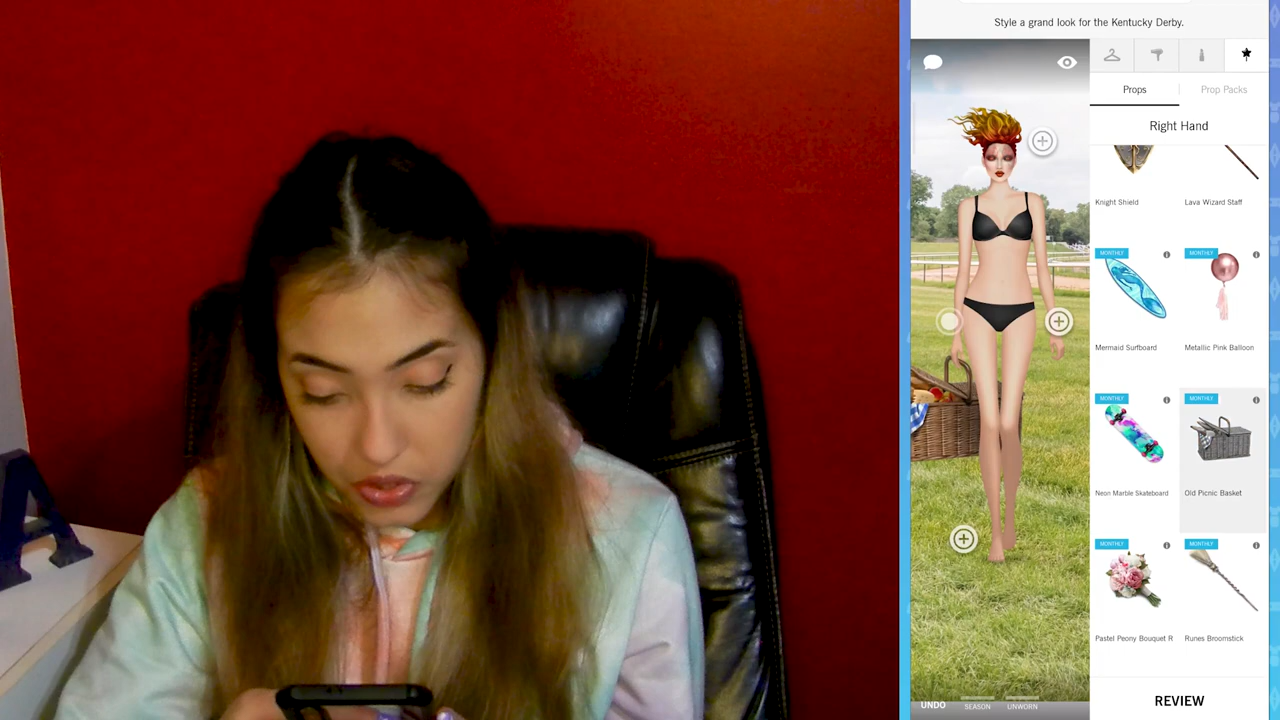 Style a grand look for the Kentucky Derby.
Props
Prop Packs
Right Hand
Knight Shield
Lava Wizard Staff
MONTHLY
MONTHLY
Mermaid Surfboard
Metallic Pink Balloon
MONTHLY
MONTHLY
Neon Marble Skateboard
Old Picnic Basket
MONTHLY
MONTHLY
Pastel Peony Bouquet R
Runes Broomstick
UNDO
SEASON
UNWORN
REVIEW
A